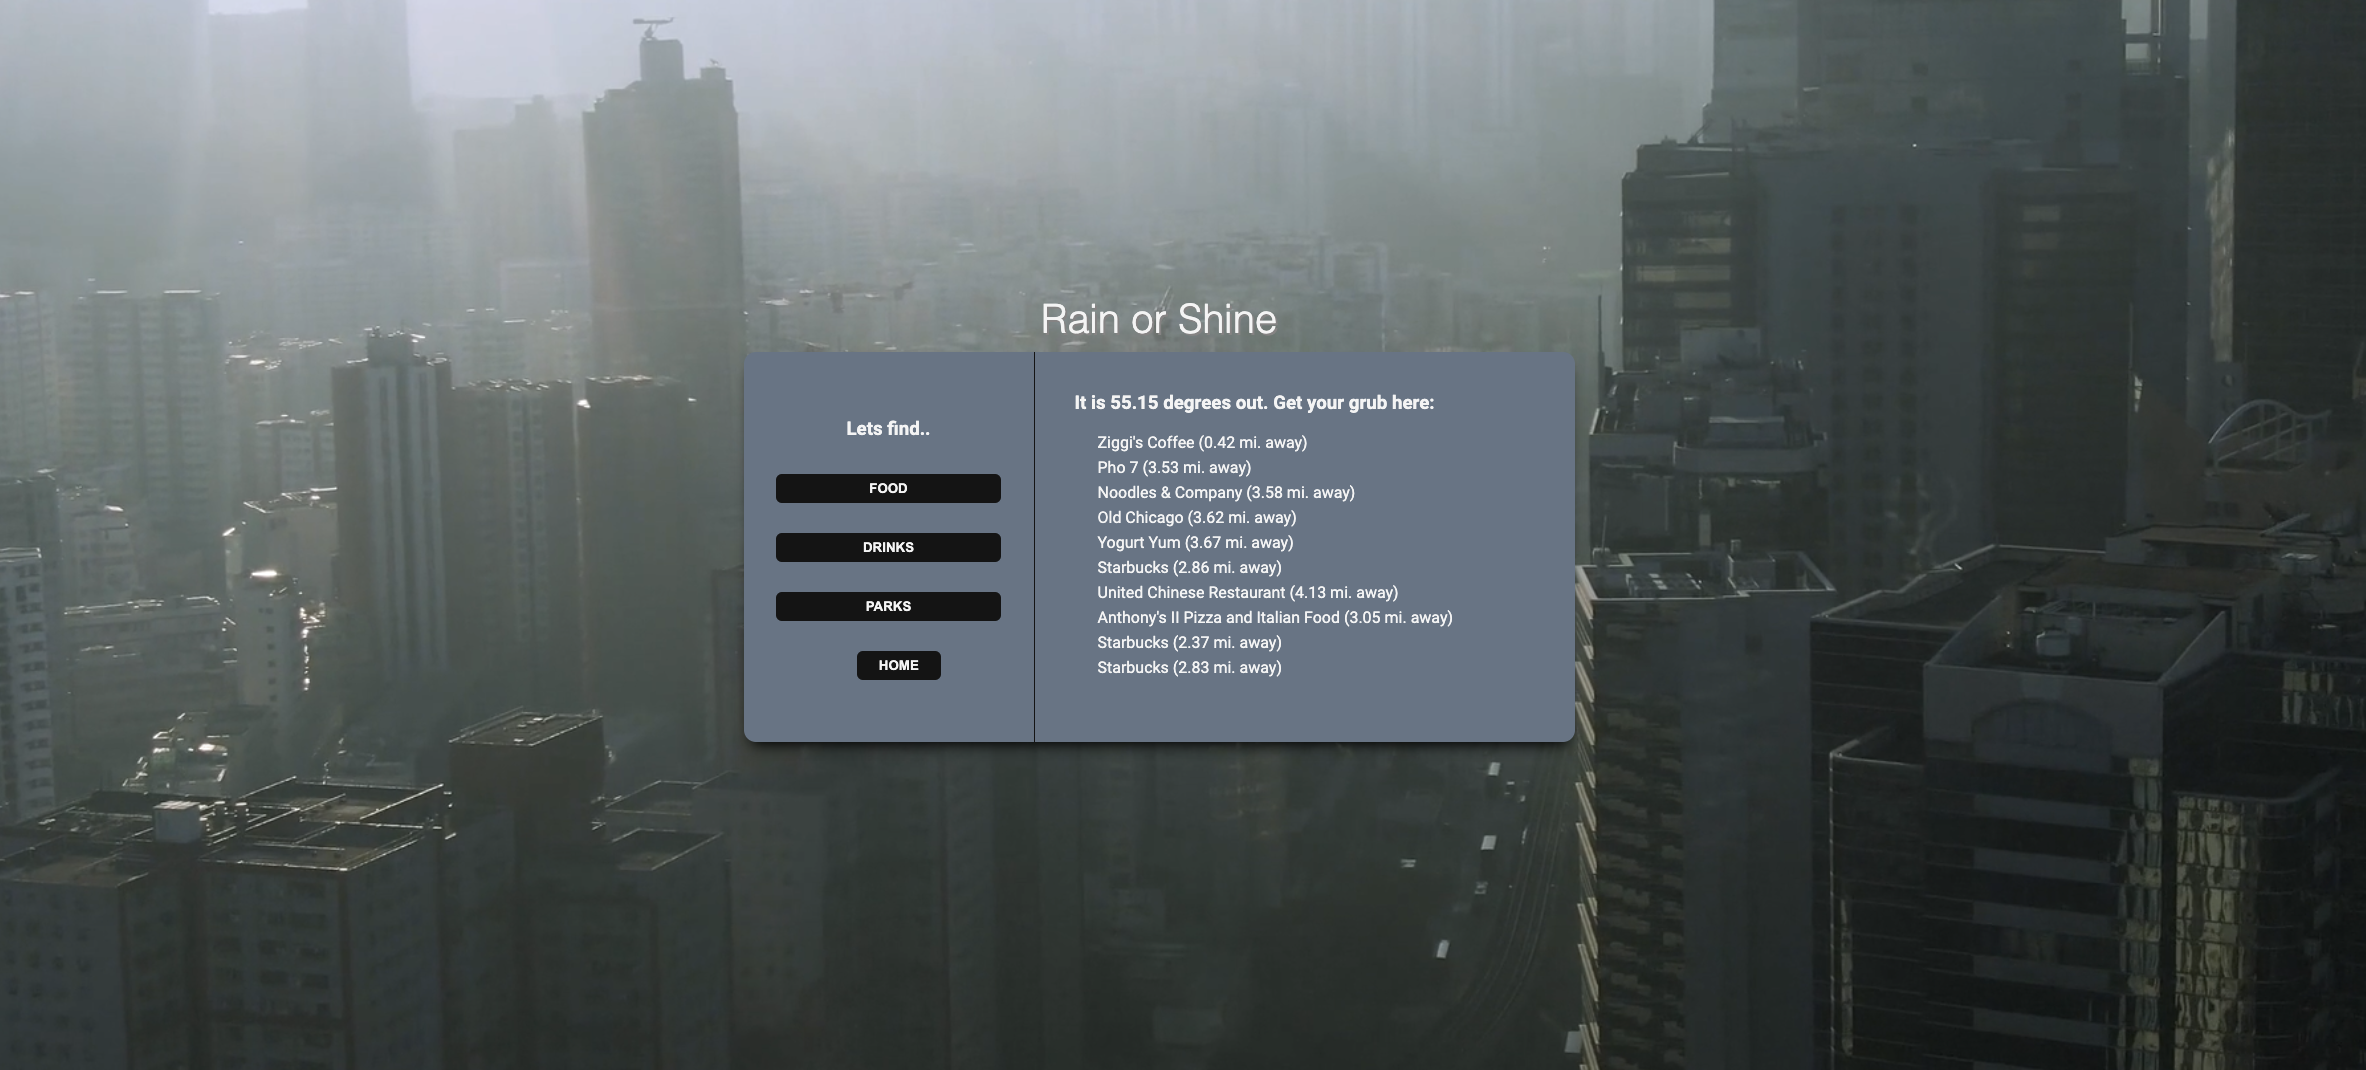 Rain or Shine
Lets find..
FOOD
DRINKS
PARKS
HOME
It is 55.15 degrees out. Get your grub here:
Ziggi's Coffee (0.42 mi. away)
Pho 7 (3.53 mi. away)
Noodles & Company (3.58 mi. away)
Old Chicago (3.62 mi. away)
Yogurt Yum (3.67 mi. away)
Starbucks (2.86 mi. away)
United Chinese Restaurant (4.13 mi. away)
Anthony's II Pizza and Italian Food (3.05 mi. away)
Starbucks (2.37 mi. away)
Starbucks (2.83 mi. away)